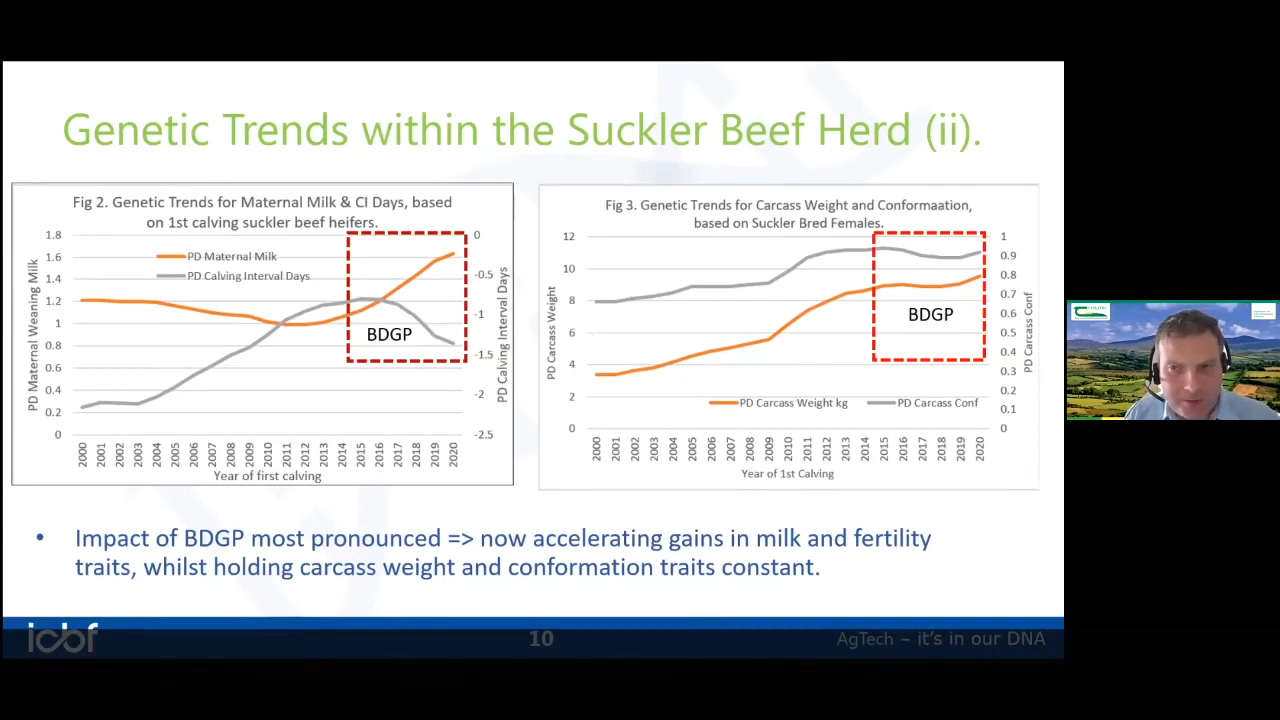 Genetic Trends within the Suckler Beef Herd (ii).
Fig 2. Genetic Trends for Maternal Milk & CI Days, based
on 1st calving suckler beef heifers.
PD Maternal Weaning Milk
1.8
1.6
1.4
1.2
1
0.8
0.6
0.4
0.2
0
PD Maternal Milk
PD Calving Interval Days
BDGP
0
-0.5
-1
-1.5
-2
-2.5
PD Calving Interval Days
2000 2001 2002 2003 2004 2005 2006 2007 2008 2009 2010 2011 2012 2013 2014 2015 2016 2017 2018 2019 2020
Year of first calving
Fig 3. Genetic Trends for Carcass Weight and Conformaation,
based on Suckler Bred Females.
PD Carcass Weight
12
10
8
6
4
2
0
BDGP
PD Carcass Weight kg
PD Carcass Conf
1
0.9
0.8
0.7
0.6
0.5
0.4
0.3
0.2
0.1
0
PD Carcass Conf
2000 2001 2002 2003 2004 2005 2006 2007 2008 2009 2010 2011 2012 2013 2014 2015 2016 2017 2018 2019 2020
Year of 1st Calving
• Impact of BDGP most pronounced => now accelerating gains in milk and fertility
traits, whilst holding carcass weight and conformation traits constant.
icbf
10
AgTech – it's in our DNA